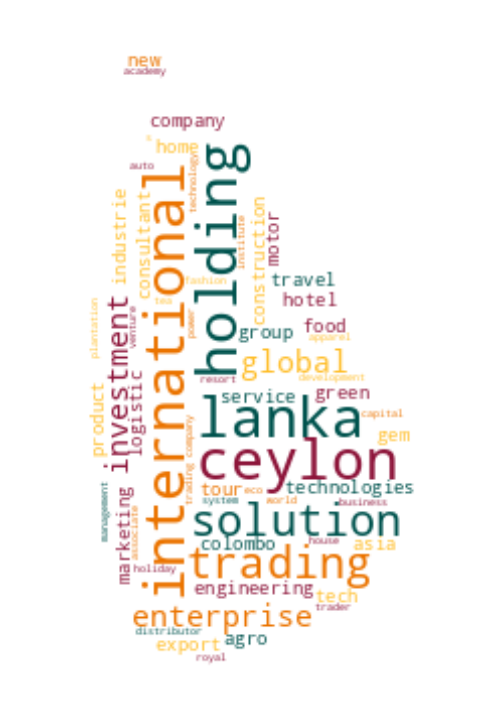 new
academy
company
home
auto
technology
holding
international
industrie
consultant
construction
institute
motor
fashion
travel
tea
hotel
plantation
investment
venture
power
group
food
apparel
global
resort
development
product
logistic
service
green
lanka
capital
company
gem
ceylon
trading
tour
eco
technologies
management
marketing
associate
system
world
business
solution
colombo
house
asia
trading
holiday
engineering
tech
enterprise
trader
distributor
agro
export
royal